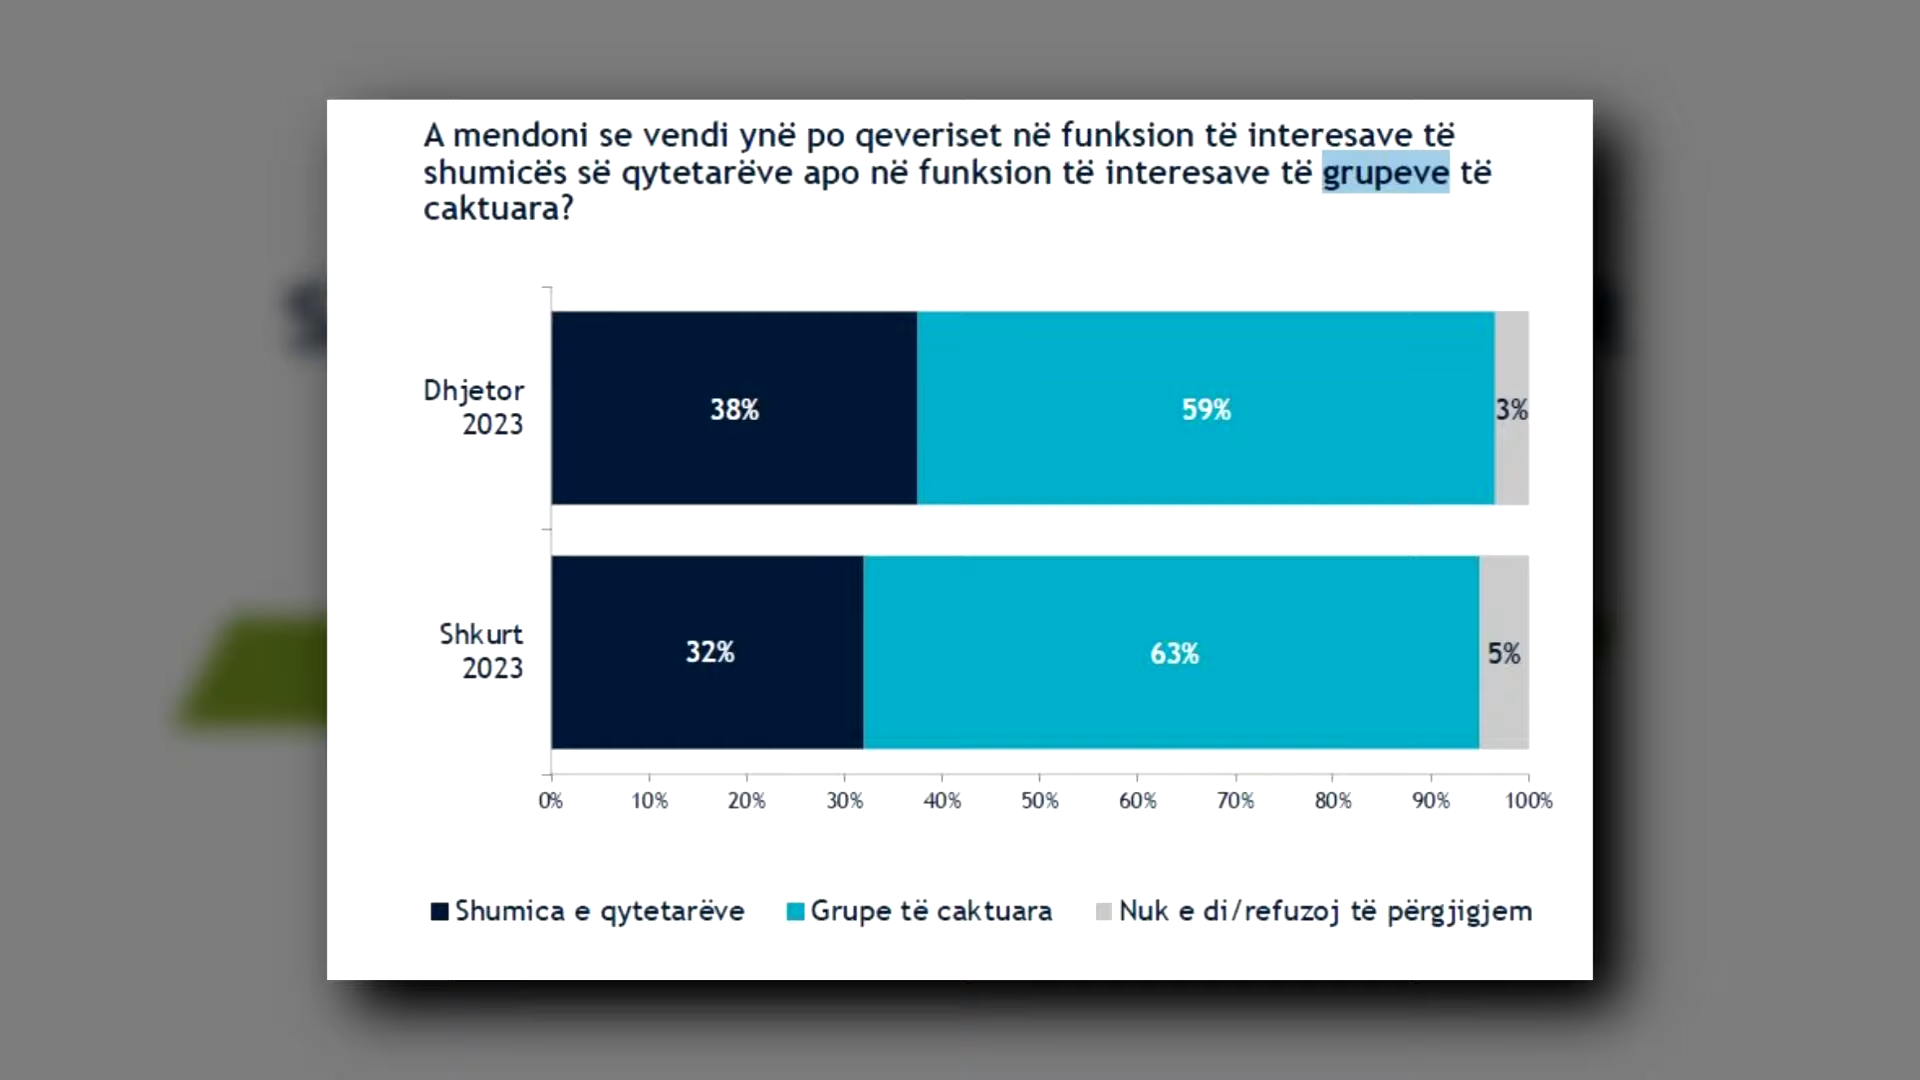 A mendoni se vendi ynë po qeveriset në funksion të interesave të
shumicës së qytetarëve apo në funksion të interesave të grupeve të
caktuara?
Dhjetor
2023
38%
59%
3%
Shkurt
2023
32%
63%
5%
0% 10% 20% 30% 40% 50% 60% 70% 80% 90% 100%
Shumica e qytetarëve Grupe të caktuara Nuk e di/refuzoj të përgjigjem